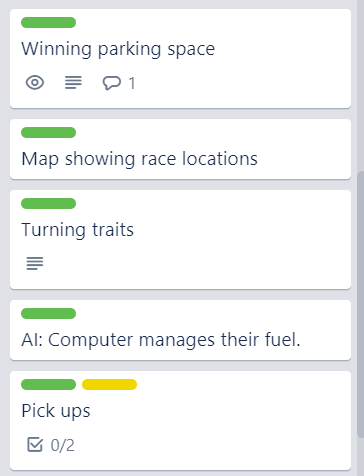 Winning parking space
1
Map showing race locations
Turning traits
AI: Computer manages their fuel.
Pick ups
0/2